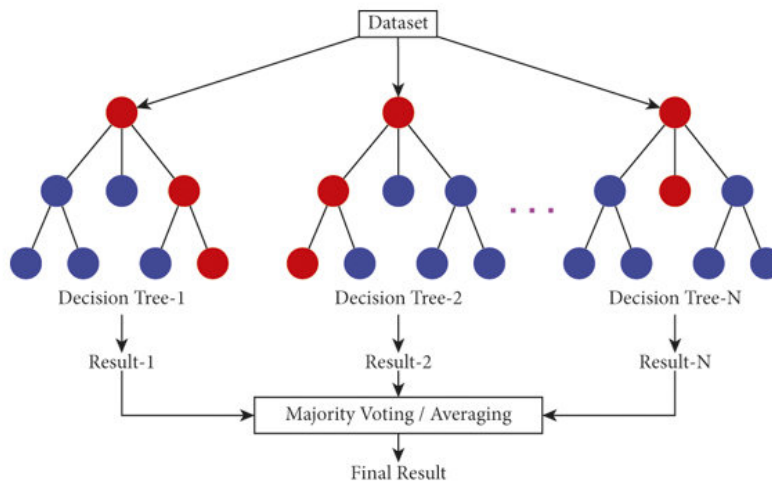 Dataset
Decision Tree-1
Decision Tree-2
Decision Tree-N
Result-1
Result-2
Result-N
Majority Voting / Averaging
Final Result